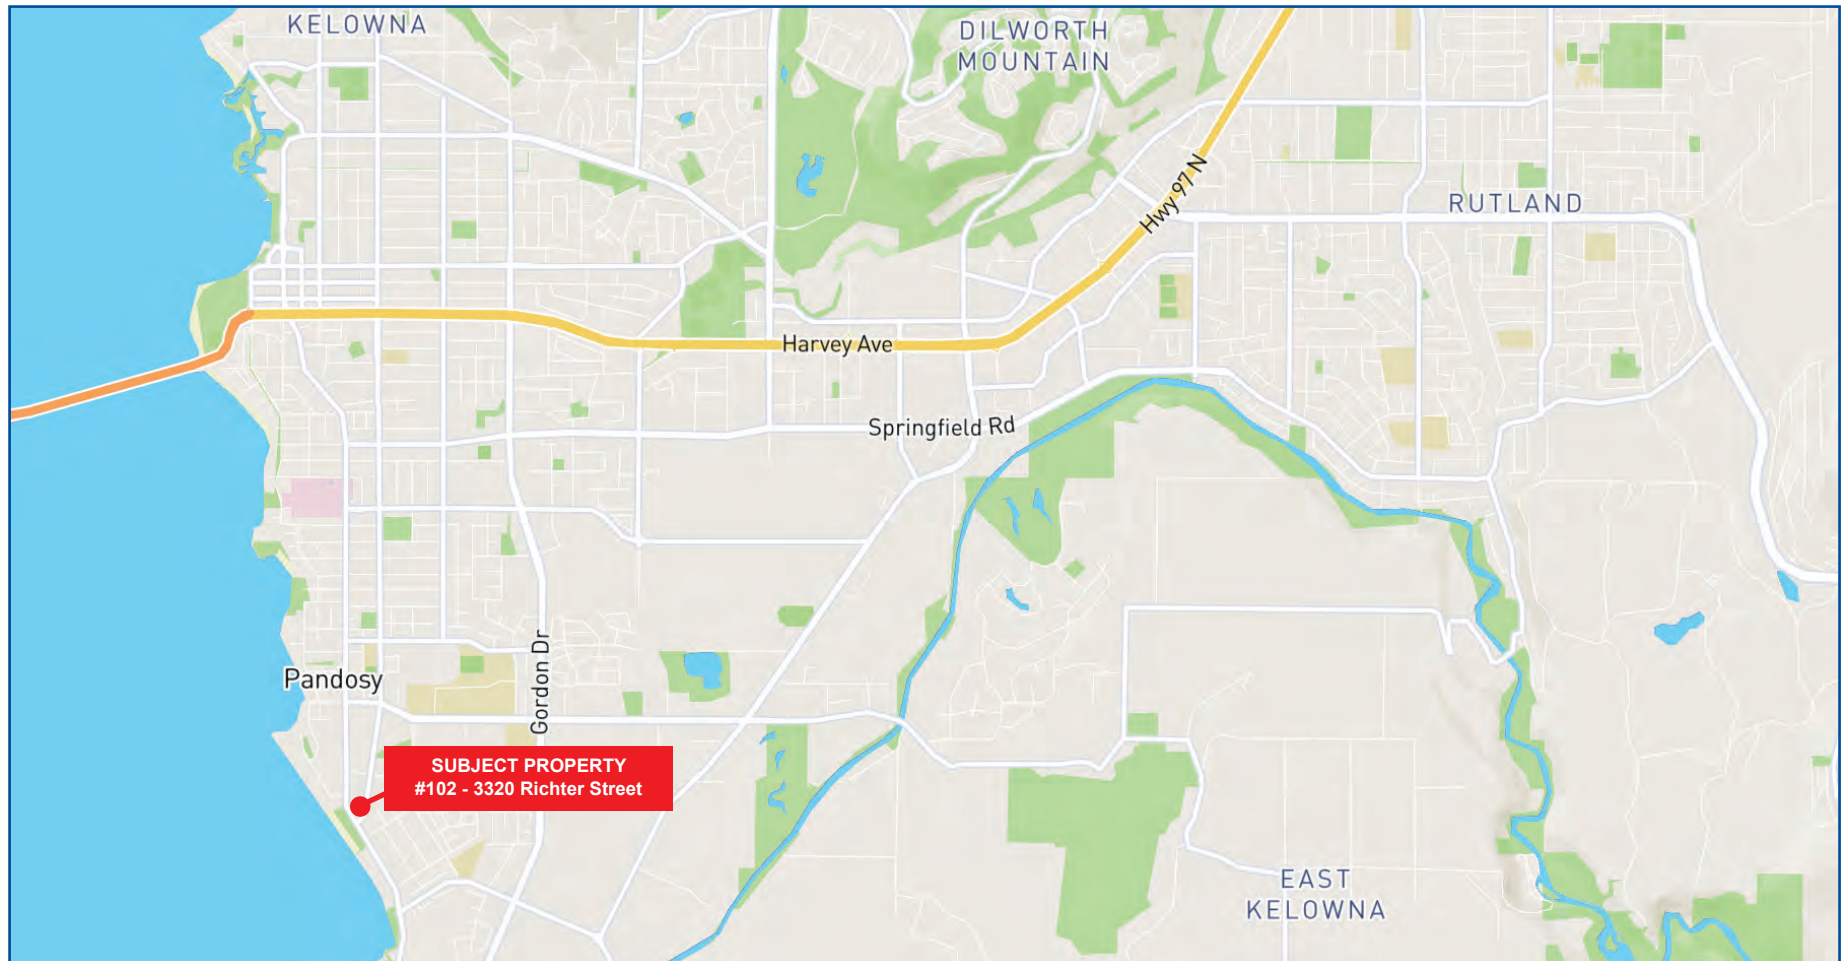 KELOWNA
DILWORTH
MOUNTAIN
Hwy 97 N
RUTLAND
Harvey Ave
Springfield Rd
Gordon Dr
Pandosy
SUBJECT PROPERTY
#102 - 3320 Richter Street
EAST
KELOWNA